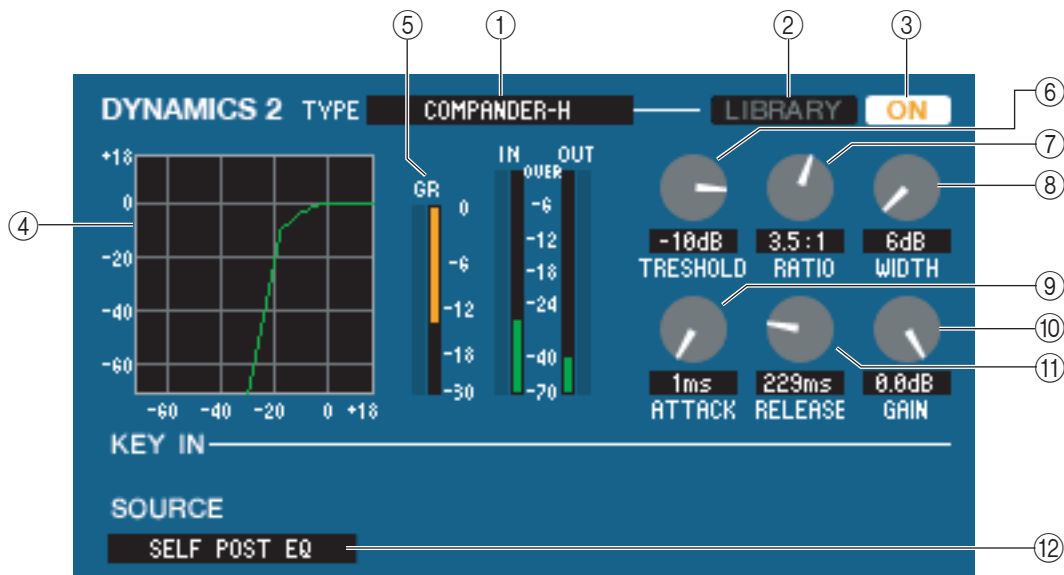 ⑤ ① ② ③
DYNAMICS 2 TYPE COMPANDER-H LIBRARY ON
⑥
⑦
⑧
④
+18
0
-20
-40
-60
-60 -40 -20 0 +18
GR
0
-6
-12
-18
-30
IN OUT
OVER
-6
-12
-18
-24
-40
-70
-10dB 3.5:1 6dB
TRESHOLD RATIO WIDTH
⑨
⑩
⑪
1ms 229ms 0.0dB
ATTACK RELEASE GAIN
KEY IN
SOURCE
SELF POST EQ
⑫